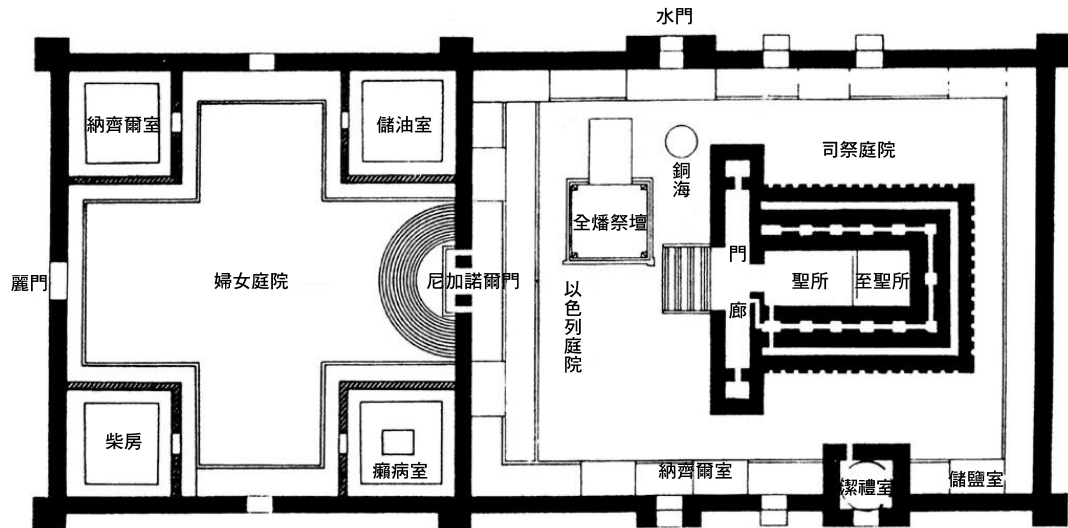 水門
納齊爾室
儲油室
司祭庭院
銅海
全燔祭壇
麗門
婦女庭院
尼加諾爾門
以色列庭院
門廊
聖所
至聖所
柴房
癩病室
納齊爾室
潔禮室
儲鹽室